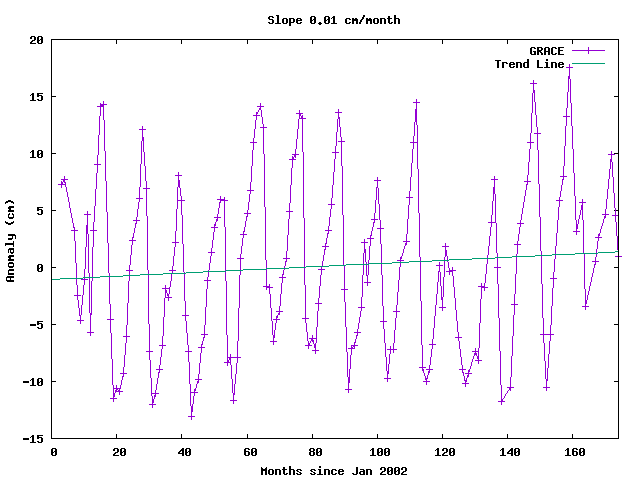 Slope 0.01 cm/month
GRACE
Trend Line
20
15
10
5
0
-5
-10
-15
Anomaly (cm)
0 20 40 60 80 100 120 140 160
Months since Jan 2002